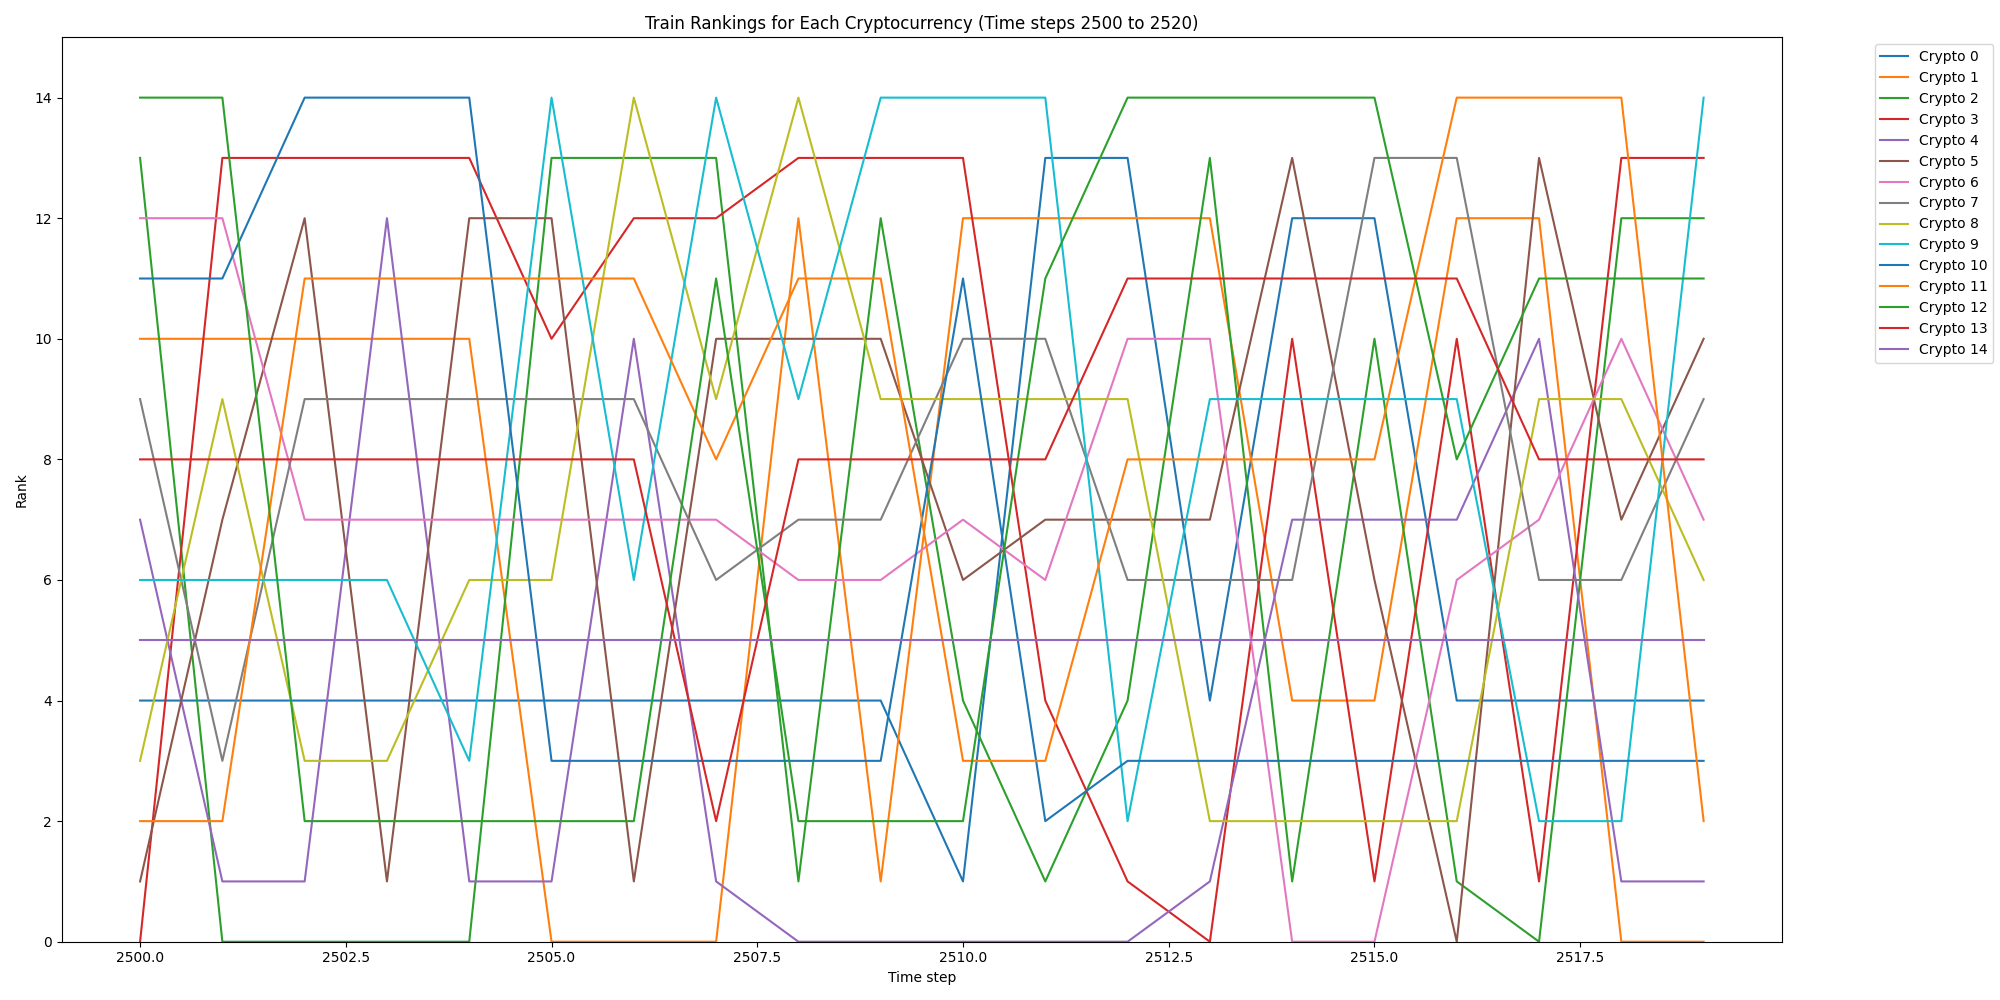 Train Rankings for Each Cryptocurrency (Time steps 2500 to 2520)
Rank
14
12
10
8
6
4
2
0
2500.0 2502.5 2505.0 2507.5 2510.0 2512.5 2515.0 2517.5
Time step
Crypto 0
Crypto 1
Crypto 2
Crypto 3
Crypto 4
Crypto 5
Crypto 6
Crypto 7
Crypto 8
Crypto 9
Crypto 10
Crypto 11
Crypto 12
Crypto 13
Crypto 14